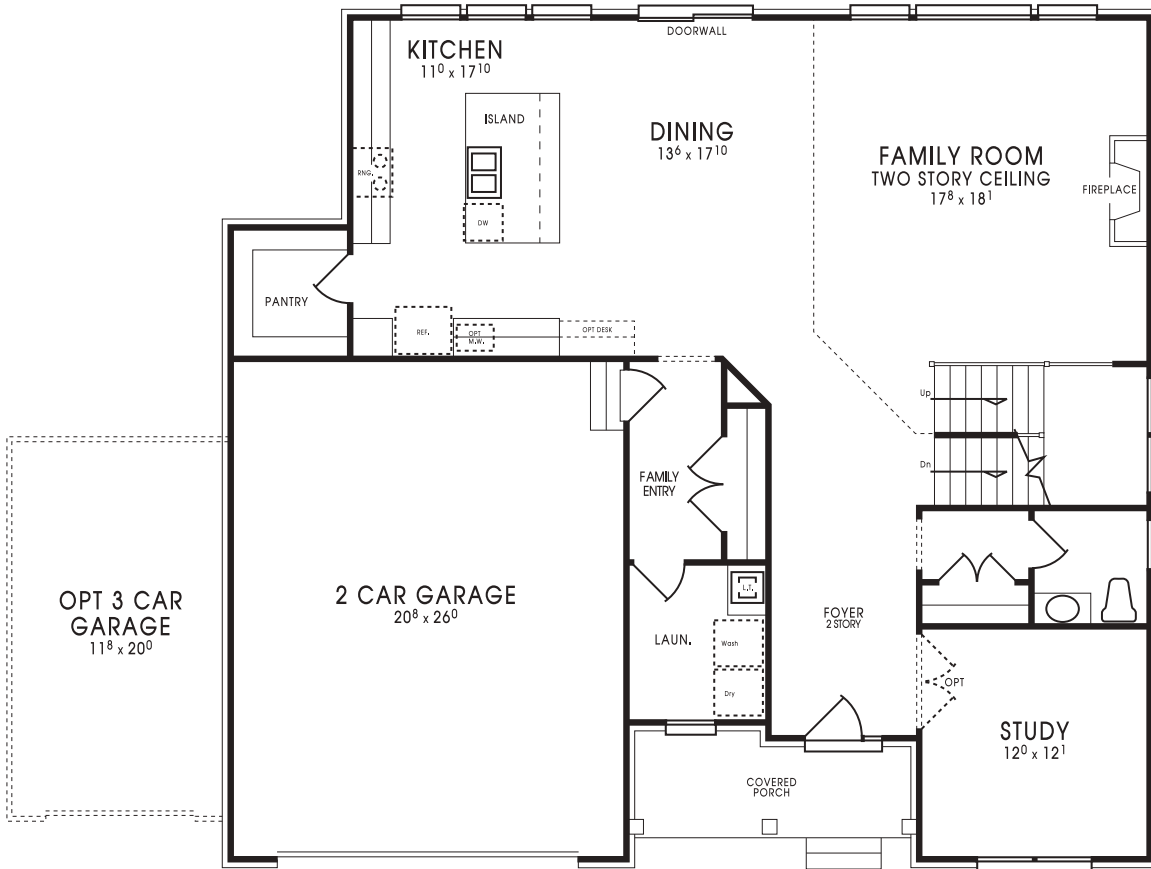 DOORWALL
KITCHEN
11⁰ x 17¹⁰
ISLAND
DINING
13⁶ x 17¹⁰
FAMILY ROOM
TWO STORY CEILING
17⁸ x 18¹
RNG.
FIREPLACE
DW
PANTRY
REF.
OPT
M.W.
OPT DESK
Up
Dn
FAMILY
ENTRY
OPT 3 CAR
GARAGE
11⁸ x 20⁰
2 CAR GARAGE
20⁸ x 26⁰
L.T.
LAUN.
Wash
Dry
FOYER
2 STORY
OPT
STUDY
12⁰ x 12¹
COVERED
PORCH